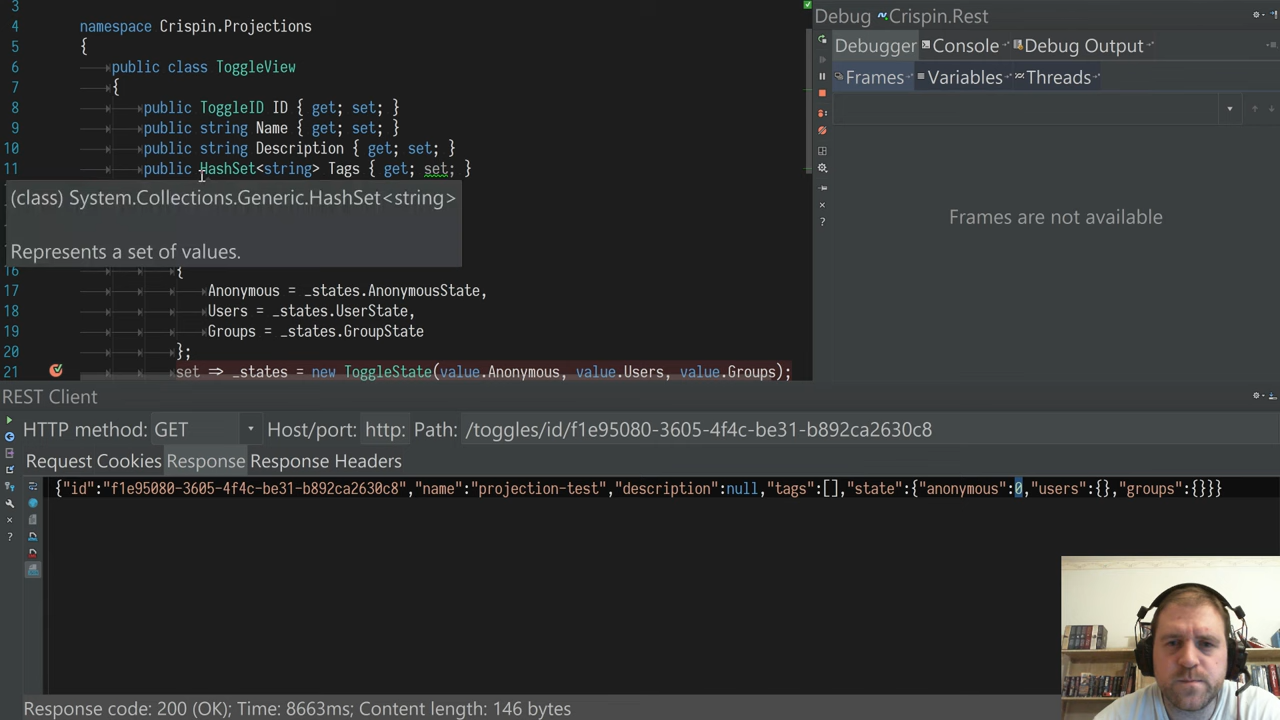 3
4 namespace Crispin.Projections
5 {
6 public class ToggleView
7 {
8 public ToggleID ID { get; set; }
9 public string Name { get; set; }
10 public string Description { get; set; }
11 public HashSet<string> Tags { get; set; }
(class) System.Collections.Generic.HashSet<string>
Represents a set of values.
16 {
17 Anonymous = _states.AnonymousState,
18 Users = _states.UserState,
19 Groups = _states.GroupState
20 };
21 set => _states = new ToggleState(value.Anonymous, value.Users, value.Groups);
Debug Crispin.Rest
Debugger Console Debug Output
Frames Variables Threads
Frames are not available
REST Client
HTTP method: GET Host/port: http: Path: /toggles/id/f1e95080-3605-4f4c-be31-b892ca2630c8
Request Cookies Response Response Headers
{"id":"f1e95080-3605-4f4c-be31-b892ca2630c8","name":"projection-test","description":null,"tags":[],"state":{"anonymous":0,"users":{},"groups":{}}}
Response code: 200 (OK); Time: 8663ms; Content length: 146 bytes